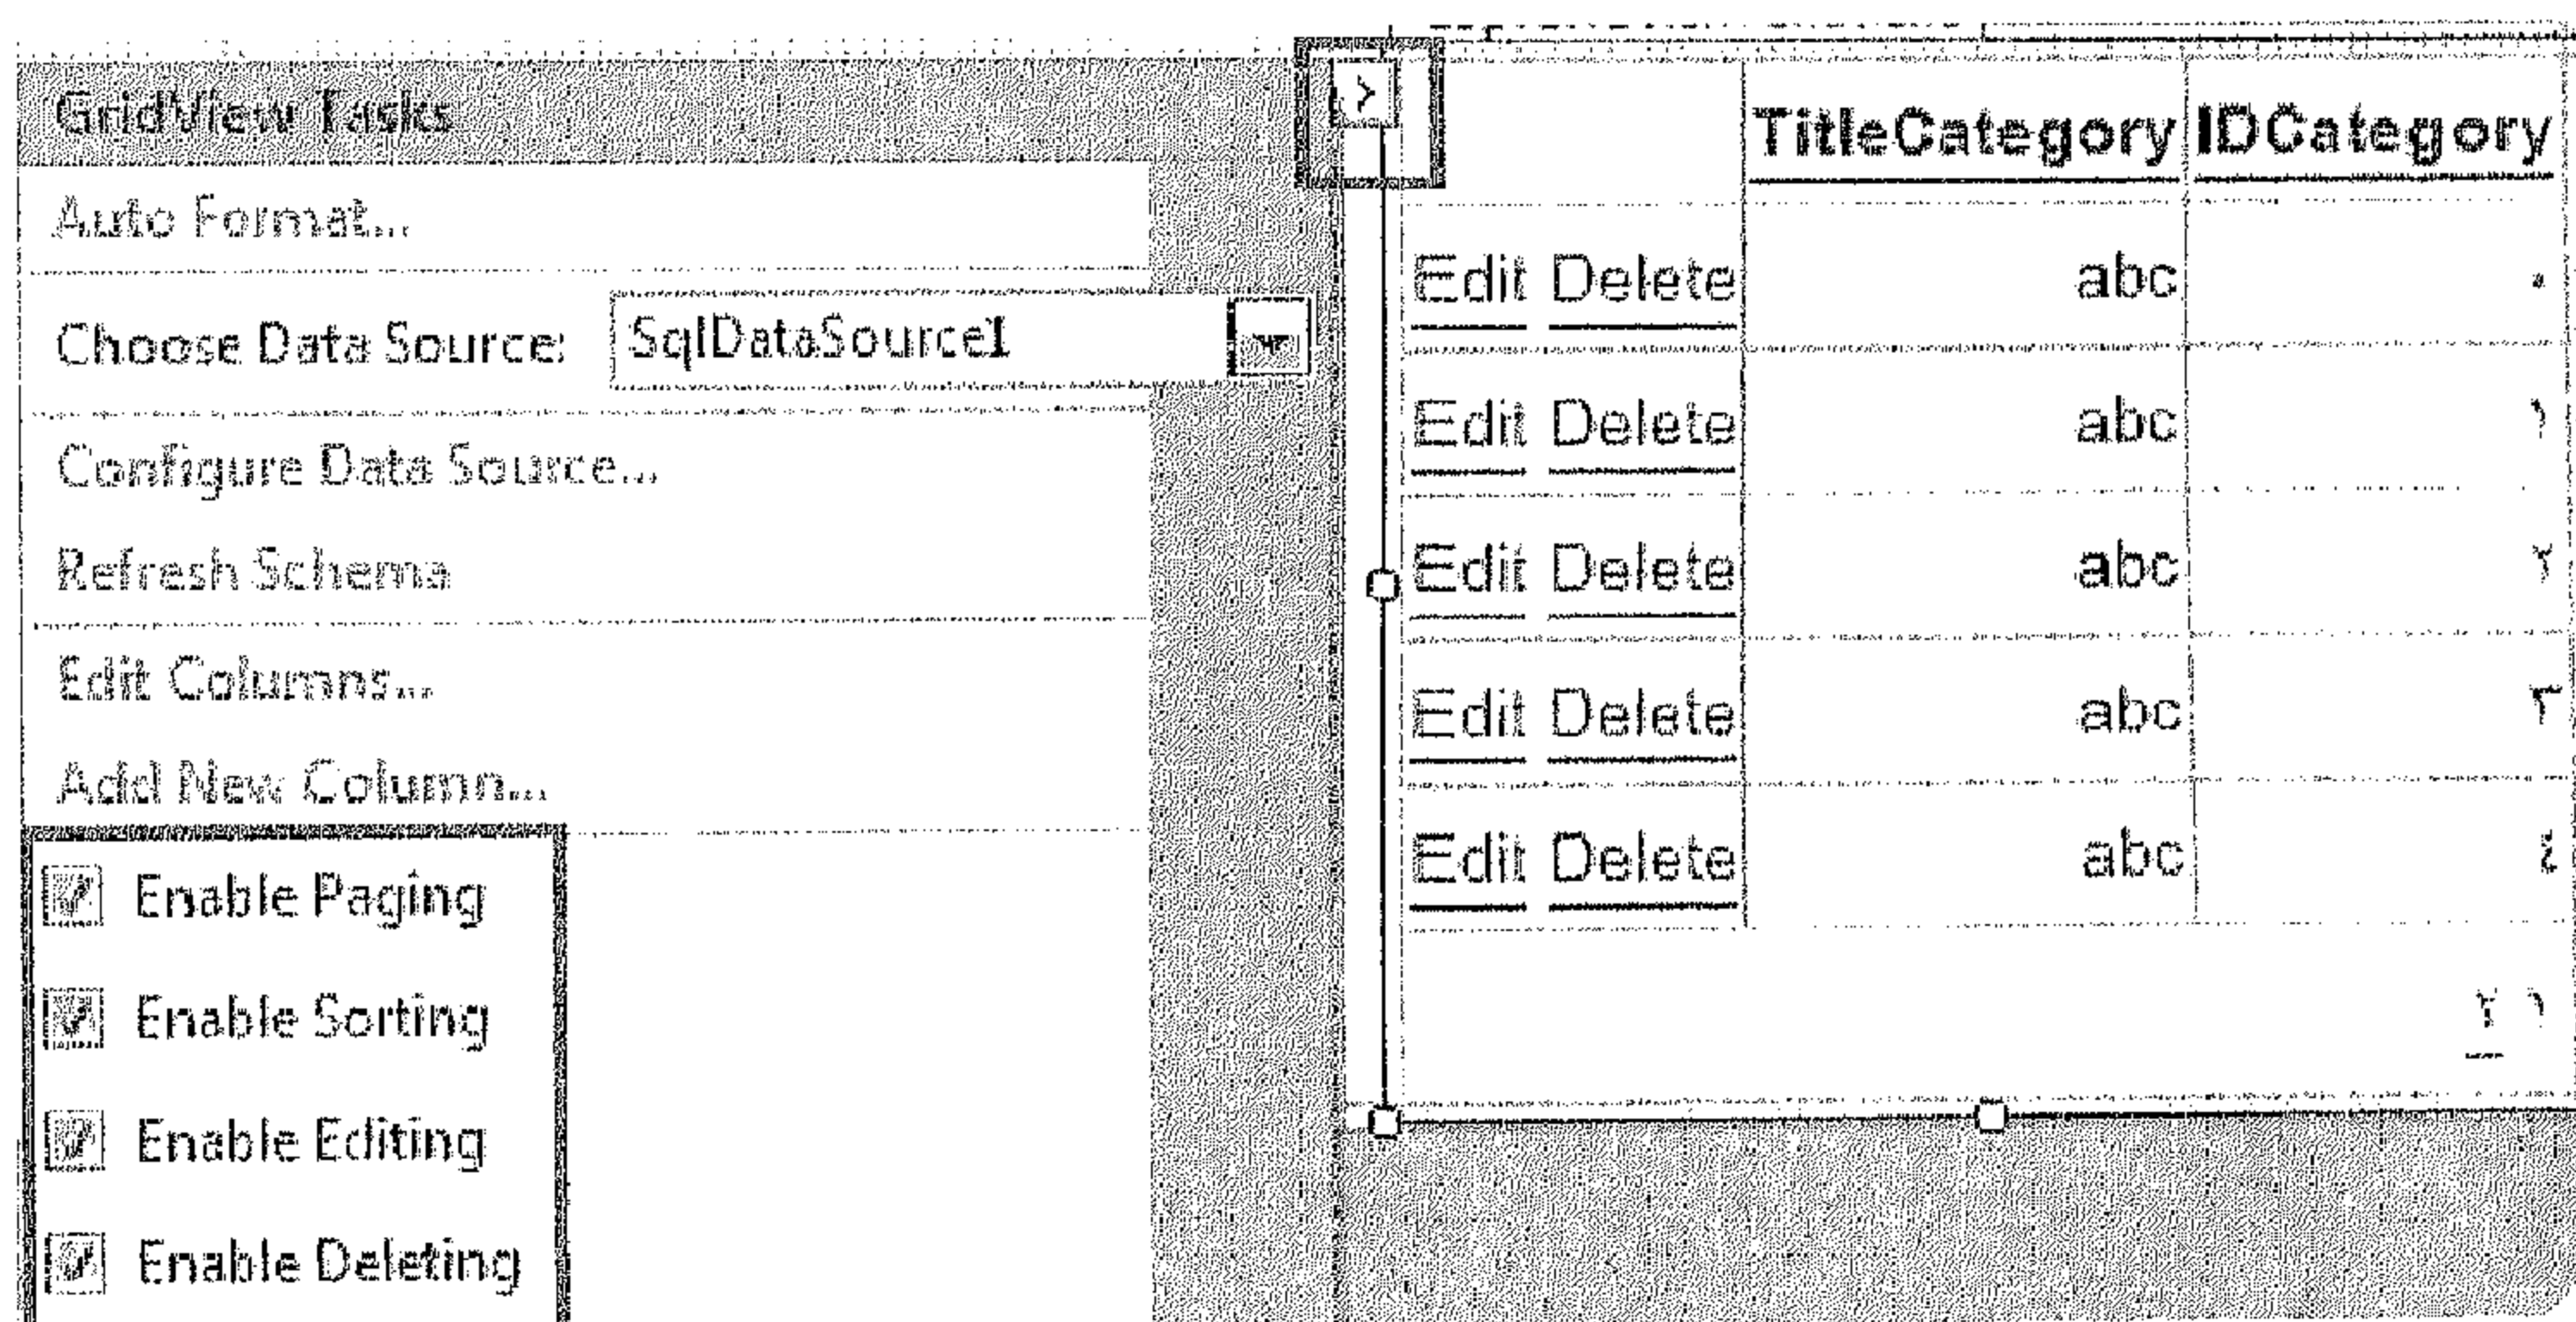 GridView Tasks
Auto Format...
Choose Data Source: SqlDataSource1
Configure Data Source...
Refresh Schema
Edit Columns...
Add New Column...
Enable Paging
Enable Sorting
Enable Editing
Enable Deleting
TitleCategory IDCategory
Edit Delete abc ٠
Edit Delete abc ١
Edit Delete abc ٢
Edit Delete abc ٣
Edit Delete abc ٤
٢ ١